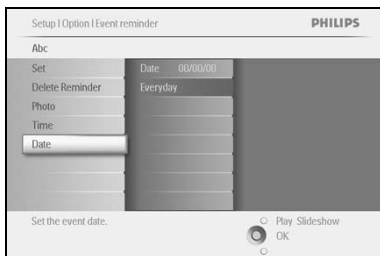 Setup I Option I Event reminder PHILIPS
Abc
Set Date 00/00/00
Delete Reminder Everyday
Photo
Time
Date
Set the event date. Play Slideshow
OK